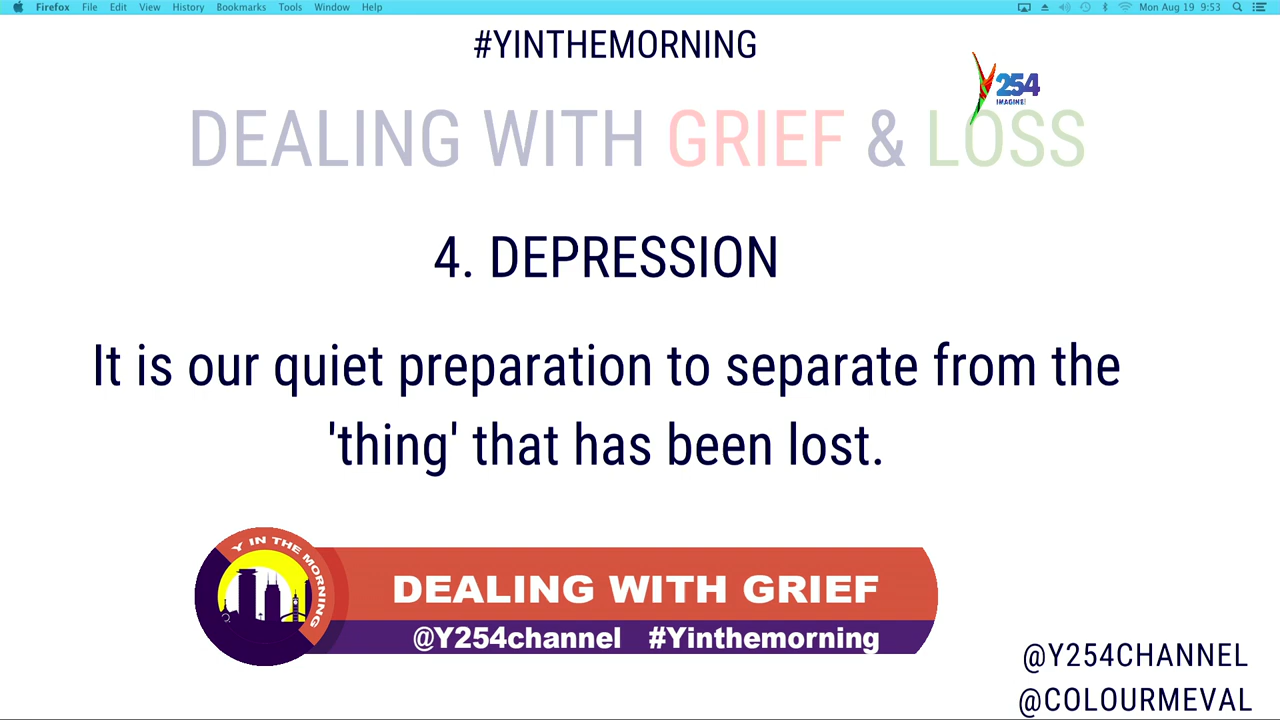 Firefox File Edit View History Bookmarks Tools Window Help Mon Aug 19 9:53
#YINTHEMORNING
254
IMAGINE!
DEALING WITH GRIEF & LOSS
4. DEPRESSION
It is our quiet preparation to separate from the
'thing' that has been lost.
Y IN THE MORNING
DEALING WITH GRIEF
@Y254channel #Yinthemorning
@Y254CHANNEL
@COLOURMEVAL